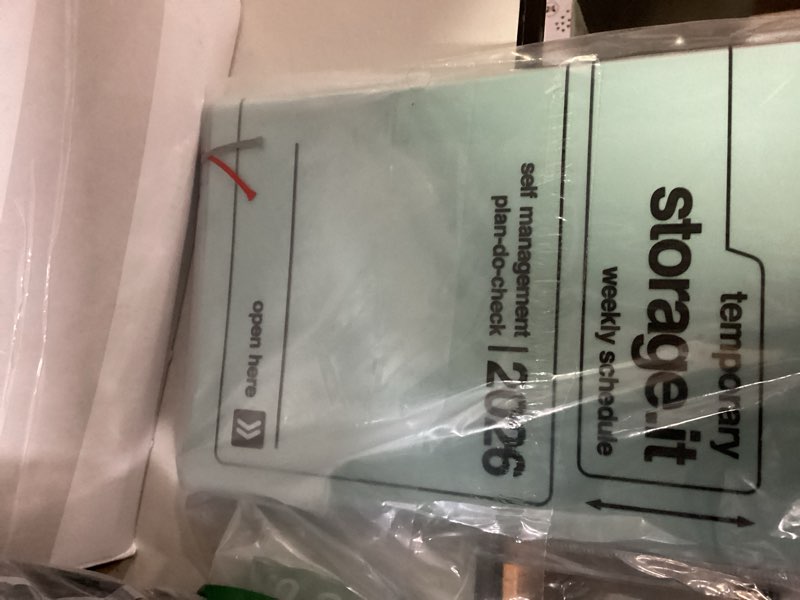 temporary
storage.it
weekly schedule
self management
plan-do-check
2026
open here